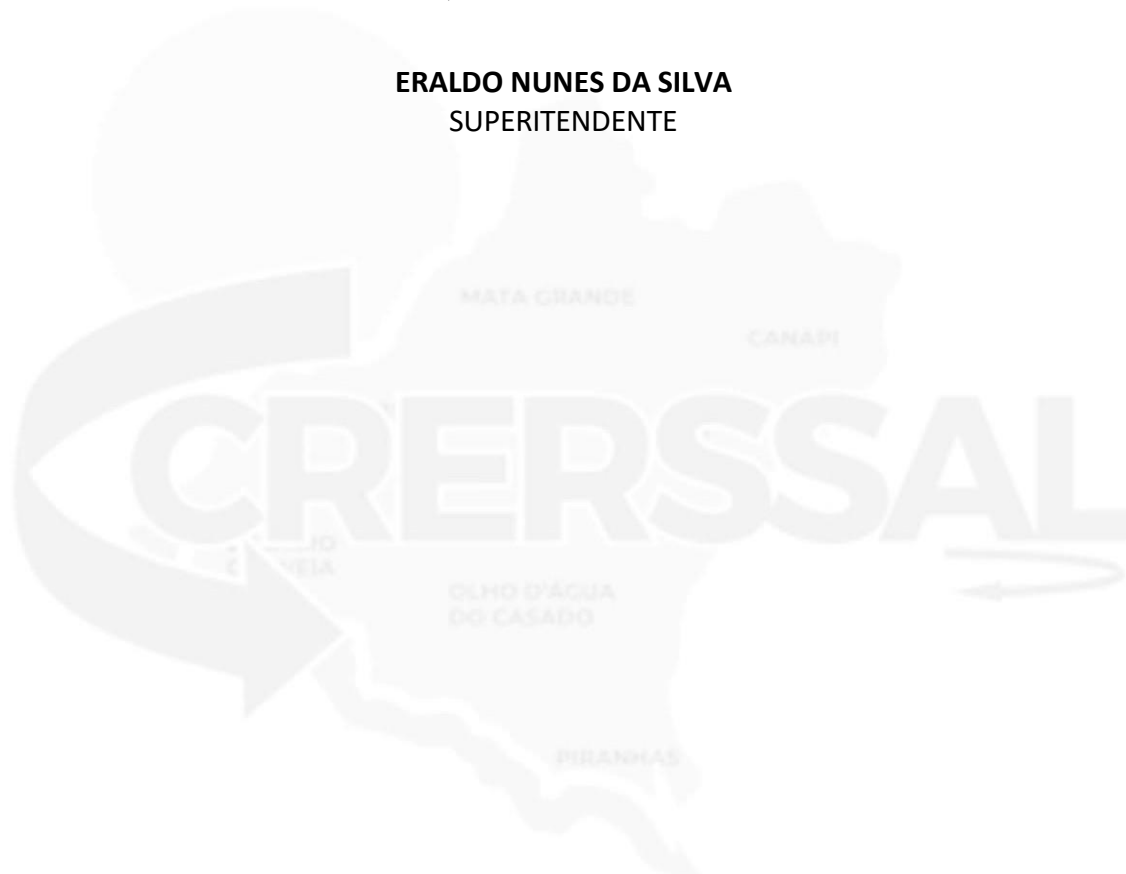 ERALDO NUNES DA SILVA
SUPERITENDENTE
MATA GRANDE
CANAPI
CRERSSAL
OLHO D'ÁGUA
DO CASADO
PIRANHAS